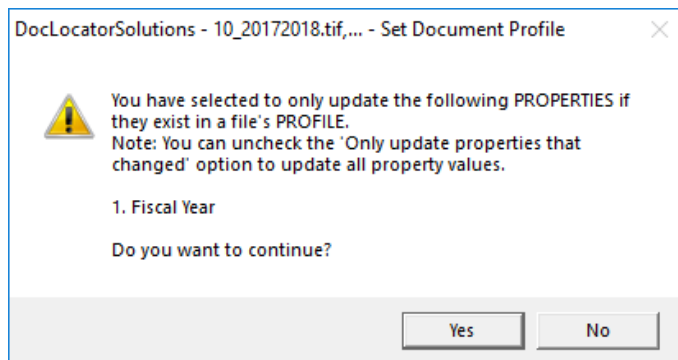 DocLocatorSolutions - 10_20172018.tif,... - Set Document Profile
You have selected to only update the following PROPERTIES if
they exist in a file's PROFILE.
Note: You can uncheck the 'Only update properties that
changed' option to update all property values.
1. Fiscal Year
Do you want to continue?
Yes
No